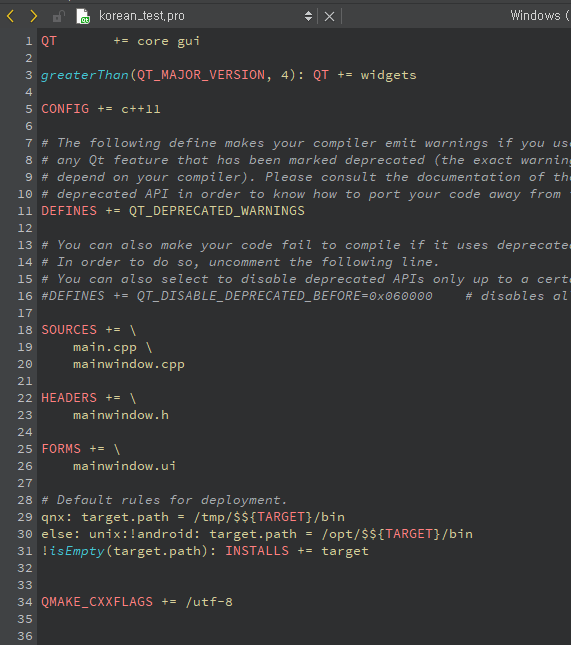 korean_test.pro
Windows (
1 QT       += core gui
2
3 greaterThan(QT_MAJOR_VERSION, 4): QT += widgets
4
5 CONFIG += c++11
6
7 # The following define makes your compiler emit warnings if you use
8 # any Qt feature that has been marked deprecated (the exact warning
9 # depend on your compiler). Please consult the documentation of the
10 # deprecated API in order to know how to port your code away from
11 DEFINES += QT_DEPRECATED_WARNINGS
12
13 # You can also make your code fail to compile if it uses deprecated
14 # In order to do so, uncomment the following line.
15 # You can also select to disable deprecated APIs only up to a
16 #DEFINES += QT_DISABLE_DEPRECATED_BEFORE=0x060000    # disables al
17
18 SOURCES += \
19     main.cpp \
20     mainwindow.cpp
21
22 HEADERS += \
23     mainwindow.h
24
25 FORMS += \
26     mainwindow.ui
27
28 # Default rules for deployment.
29 qnx: target.path = /tmp/$${TARGET}/bin
30 else: unix:!android: target.path = /opt/$${TARGET}/bin
31 !isEmpty(target.path): INSTALLS += target
32
33
34 QMAKE_CXXFLAGS += /utf-8
35
36